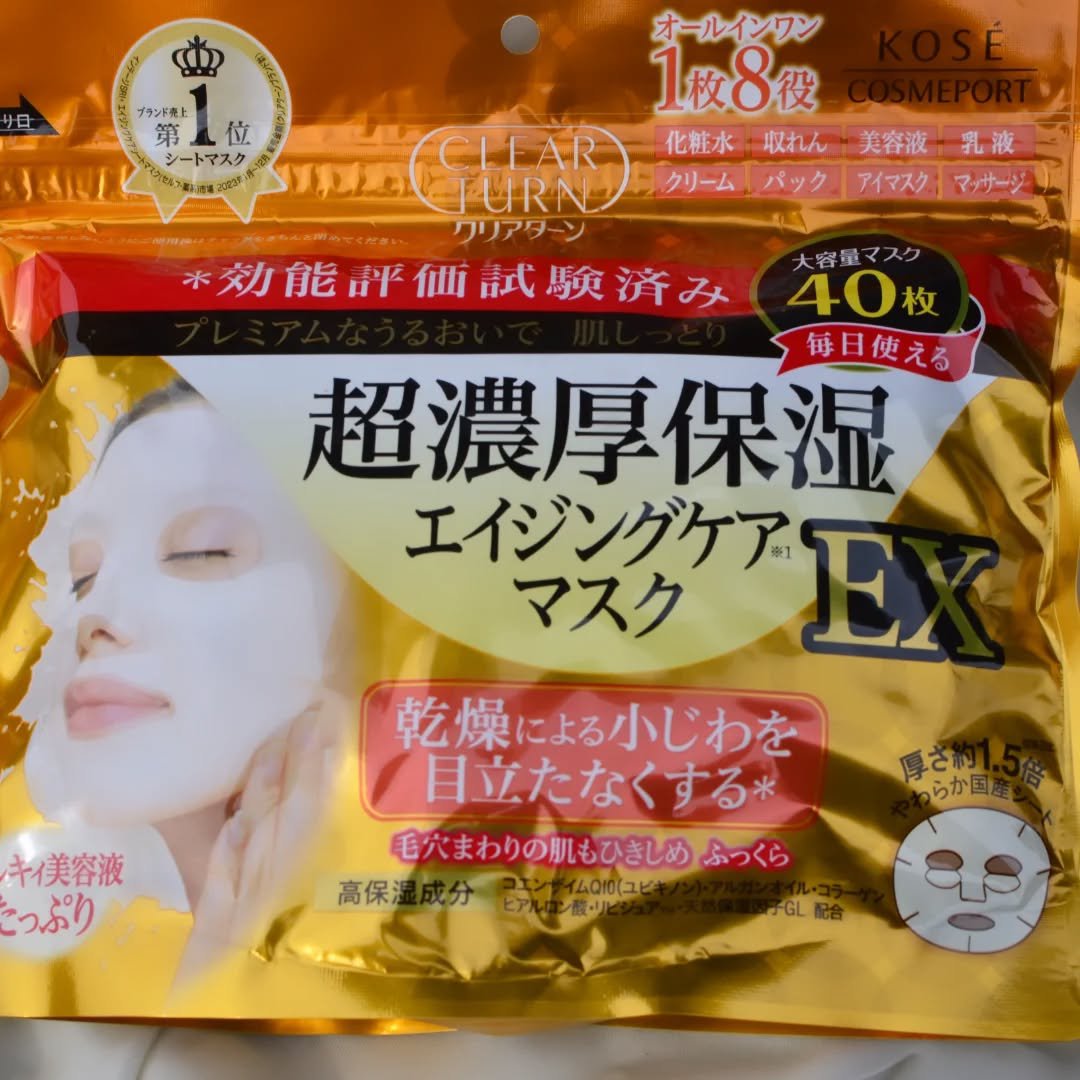 ブランド売上
第1位
シートマスク
リ口
オールインワン
1枚8役
KOSÉ
COSMEPORT
化粧水 収れん 美容液 乳液
クリーム パック アイマスク マッサージ
CLEAR
TURN
クリアターン
*効能評価試験済み
プレミアムなうるおいで 肌しっとり
大容量マスク
40枚
毎日使える
超濃厚保湿
エイジングケア※1
マスク
EX
乾燥による小じわを
目立たなくする*
毛穴まわりの肌もひきしめ ふっくら
高保湿成分
コエンザイムQ10(ユビキノン)・アルガンオイル・コラーゲン
ヒアルロン酸・リピジュア・天然保湿因子GL 配合
厚さ約1.5倍
やわらか国産シート
キィ美容液
たっぷり